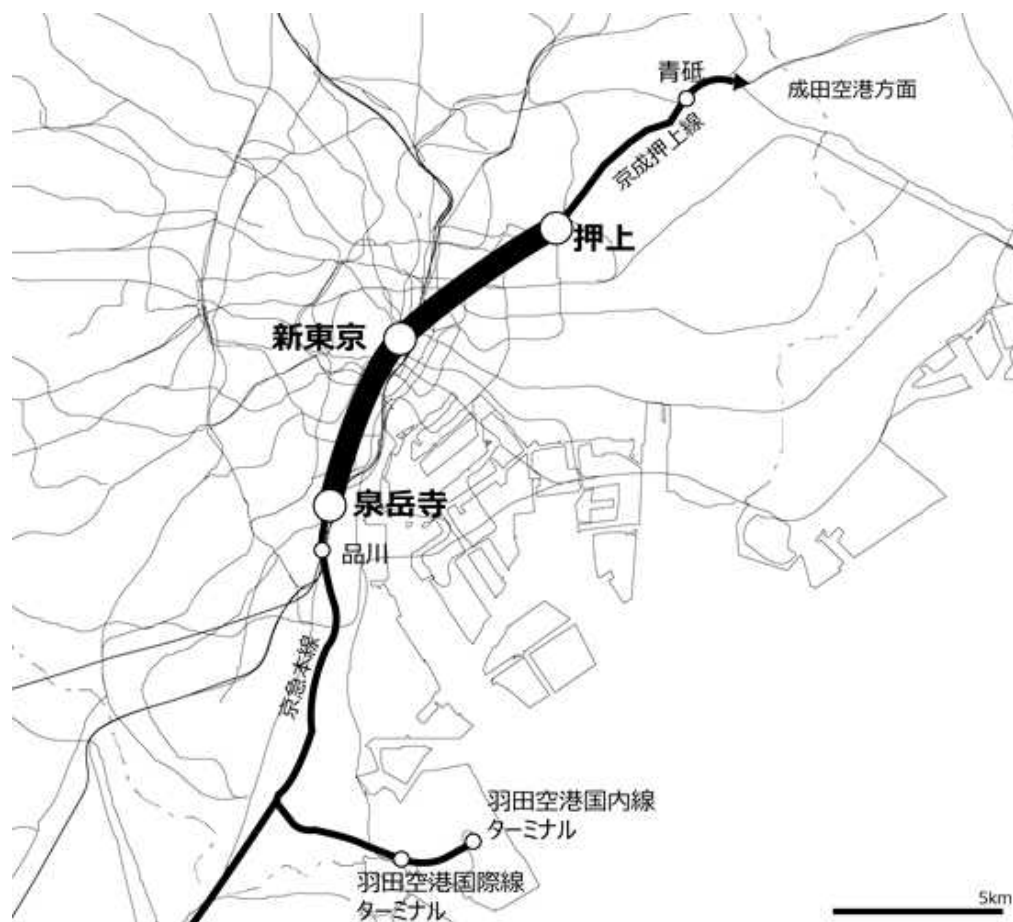 青砥
成田空港方面
京成押上線
押上
新東京
泉岳寺
品川
京急本線
羽田空港国内線
ターミナル
羽田空港国際線
ターミナル
5km